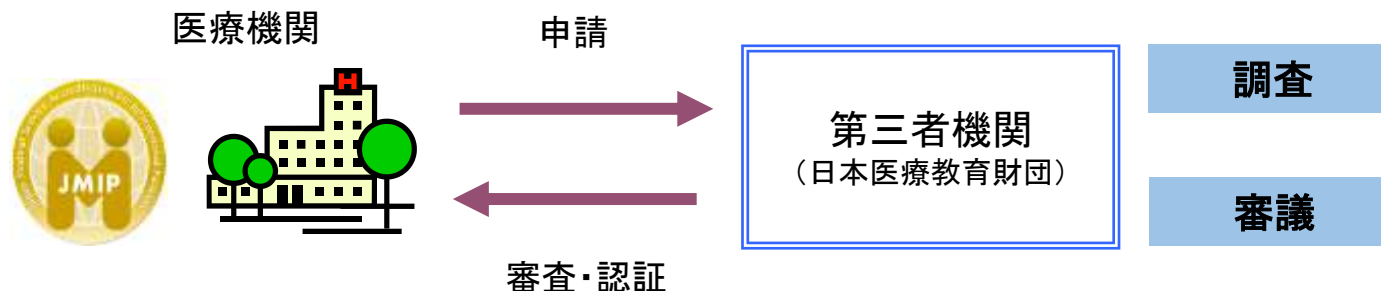 医療機関
申請
JMIP
H
第三者機関
（日本医療教育財団）
調査
審議
審査・認証